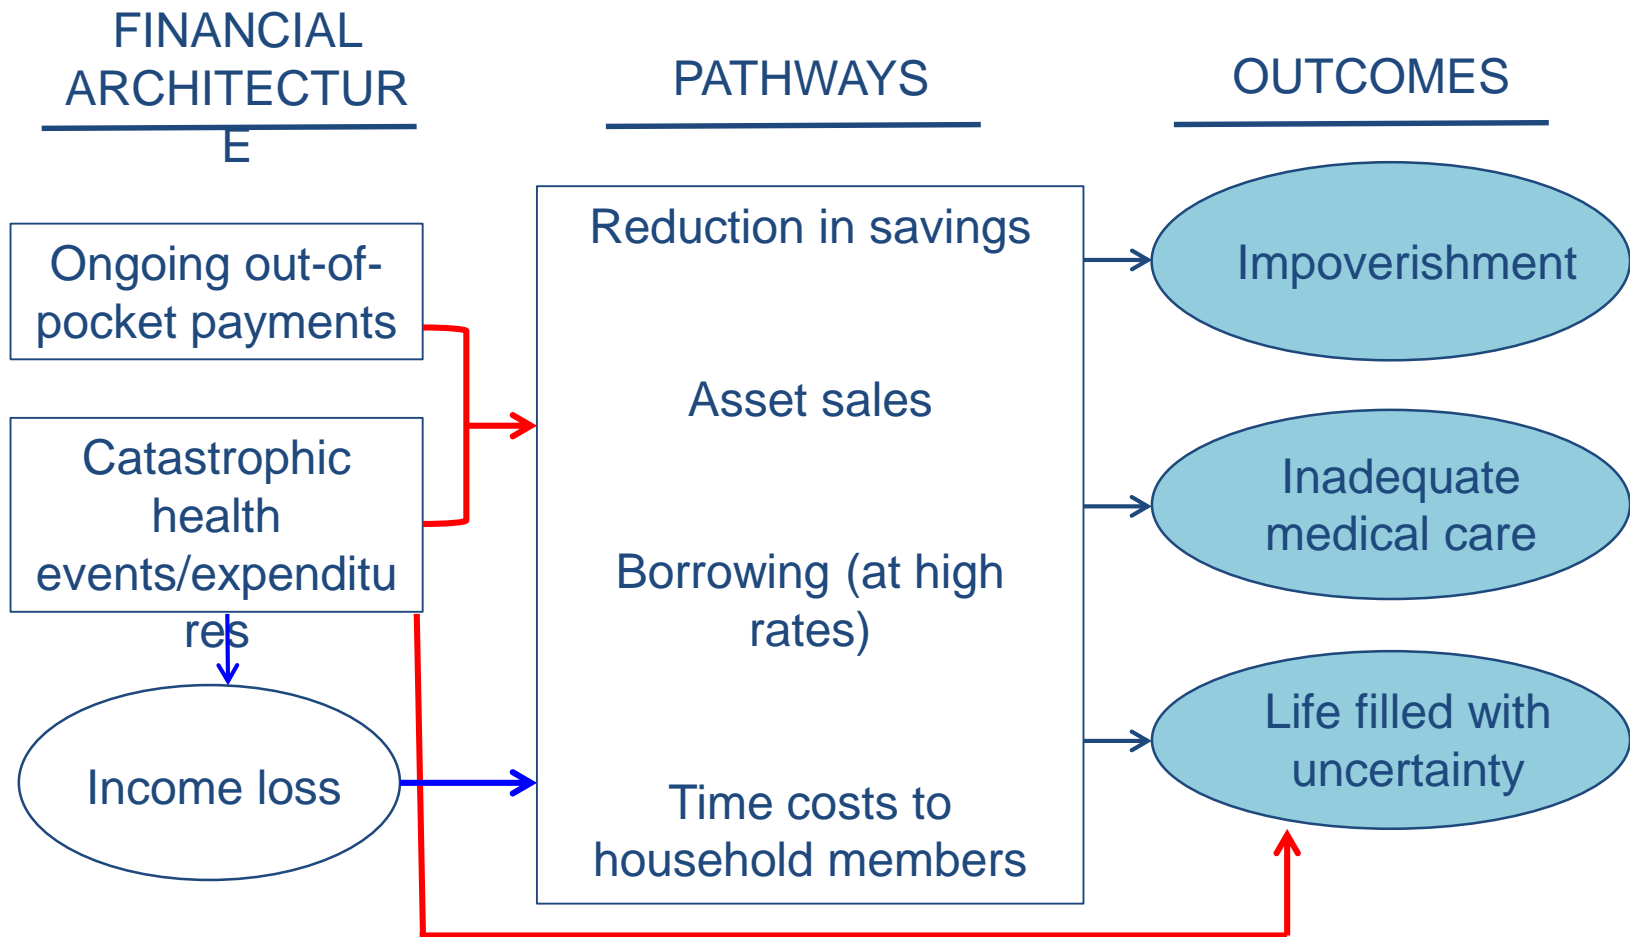 FINANCIAL
ARCHITECTUR
E
PATHWAYS
OUTCOMES
Ongoing out-of-
pocket payments
Catastrophic
health
events/expenditu
res
Income loss
Reduction in savings
Asset sales
Borrowing (at high
rates)
Time costs to
household members
Impoverishment
Inadequate
medical care
Life filled with
uncertainty